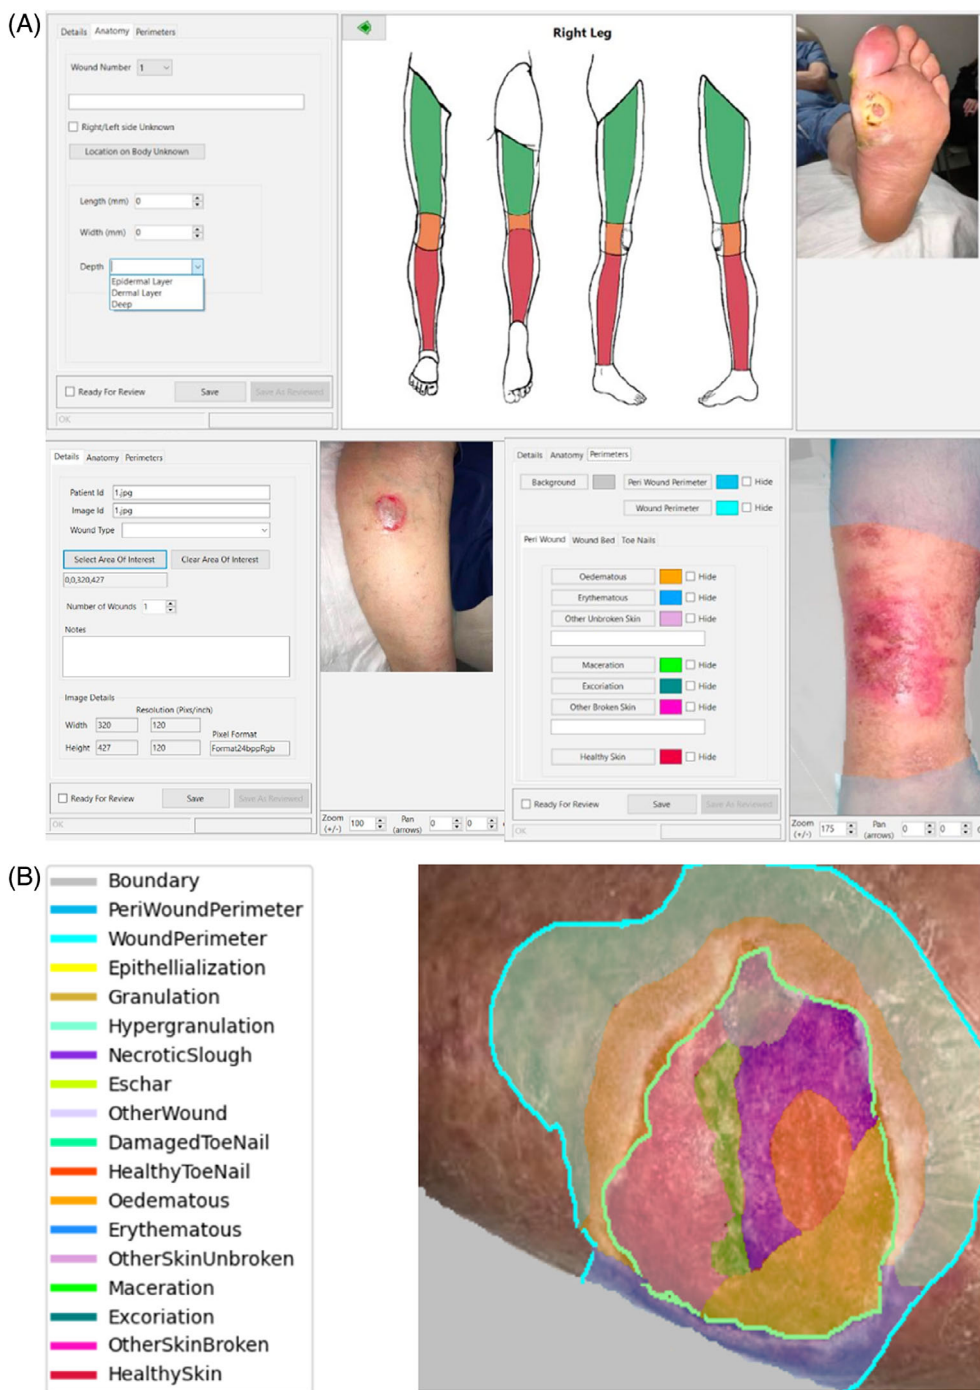 (A)
Details Anatomy Perimeters
Wound Number 1
Right/Left side Unknown
Location on Body Unknown
Length (mm) 0
Width (mm) 0
Depth
Epidermal Layer
Dermal Layer
Deep
Ready For Review Save Save As Reviewed
OK
Right Leg
Details Anatomy Perimeters
Patient Id 1.jpg
Image Id 1.jpg
Wound Type
Select Area Of Interest Clear Area Of Interest
0,0,320,427
Number of Wounds 1
Notes
Image Details
Resolution (Pixs/inch)
Width 320 120
Pixel Format
Height 427 120 Format24bppRgb
Ready For Review Save Save As Reviewed
OK
Zoom (+/-) 100 Pan (arrows) 0 0
Details Anatomy Perimeters
Background Peri Wound Perimeter Hide
Wound Perimeter Hide
Peri Wound Wound Bed Toe Nails
Oedematous Hide
Erythematous Hide
Other Unbroken Skin Hide
Maceration Hide
Excoriation Hide
Other Broken Skin Hide
Healthy Skin Hide
Ready For Review Save Save As Reviewed
OK
Zoom (+/-) 175 Pan (arrows) 0 0
(B)
Boundary
PeriWoundPerimeter
WoundPerimeter
Epithellialization
Granulation
Hypergranulation
NecroticSlough
Eschar
OtherWound
DamagedToeNail
HealthyToeNail
Oedematous
Erythematous
OtherSkinUnbroken
Maceration
Excoriation
OtherSkinBroken
HealthySkin